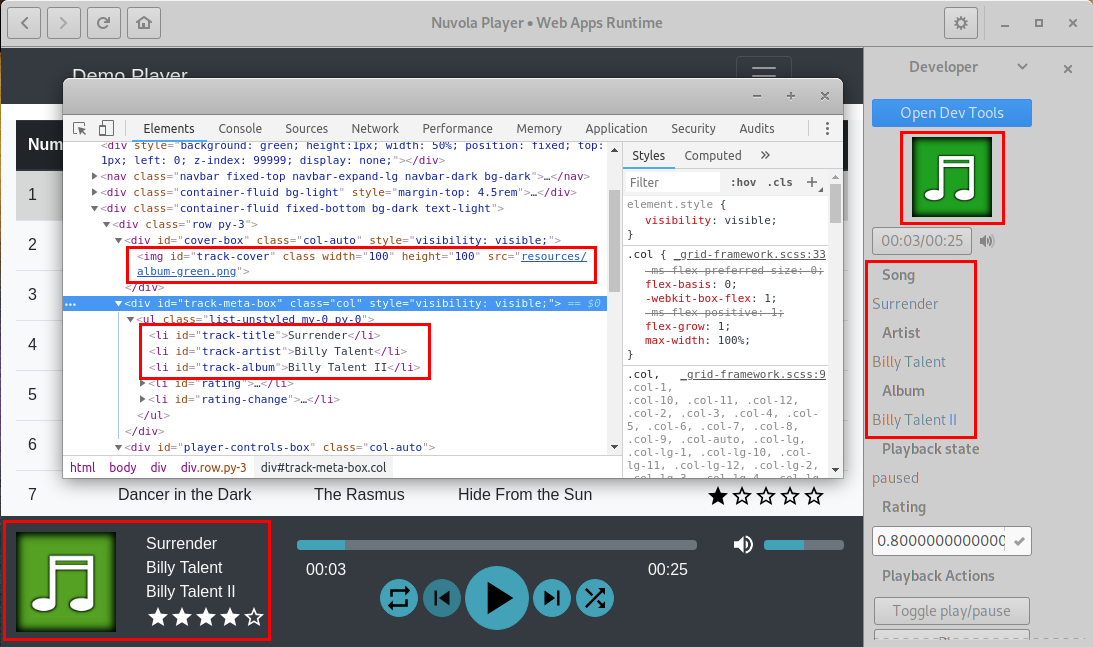 Nuvola Player • Web Apps Runtime
Demo Player
Developer
Open Dev Tools
00:03/00:25
Song
Surrender
Artist
Billy Talent
Album
Billy Talent II
Playback state
paused
Rating
0.8000000000000
Playback Actions
Toggle play/pause
Num
1
2
3
4
5
6
Elements Console Sources Network Performance Memory Application Security Audits
<div style="background: green; height:1px; width: 50%; position: fixed; top:
1px; left: 0; z-index: 99999; display: none;"></div>
<nav class="navbar fixed-top navbar-expand-lg navbar-dark bg-dark">…</nav>
<div class="container-fluid bg-light" style="margin-top: 4.5rem">…</div>
<div class="container-fluid fixed-bottom bg-dark text-light">
<div class="row py-3">
<div id="cover-box" class="col-auto" style="visibility: visible;">
<img id="track-cover" class width="100" height="100" src="resources/
album-green.png">
</div>
<div id="track-meta-box" class="col" style="visibility: visible;"> == $0
<ul class="list-unstyled my-0 py-0">
<li id="track-title">Surrender</li>
<li id="track-artist">Billy Talent</li>
<li id="track-album">Billy Talent II</li>
<li id="rating">…</li>
<li id="rating-change">…</li>
</ul>
</div>
<div id="player-controls-box" class="col-auto">
html body div div.row.py-3 div#track-meta-box.col
Styles Computed »
Filter :hov .cls +
element.style {
visibility: visible;
}
.col { _grid-framework.scss:33
-ms-flex-preferred-size: 0;
flex-basis: 0;
-webkit-box-flex: 1;
-ms-flex-positive: 1;
flex-grow: 1;
max-width: 100%;
}
.col, _grid-framework.scss:9
.col-1,
.col-10, .col-11, .col-12,
.col-2, .col-3, .col-4, .col-
5, .col-6, .col-7, .col-8,
.col-9, .col-auto, .col-lg,
.col-lg-1, .col-lg-10, .col-
lg-11, .col-lg-12, .col-lg-2,
7 Dancer in the Dark The Rasmus Hide From the Sun
Surrender
Billy Talent
Billy Talent II
00:03 00:25